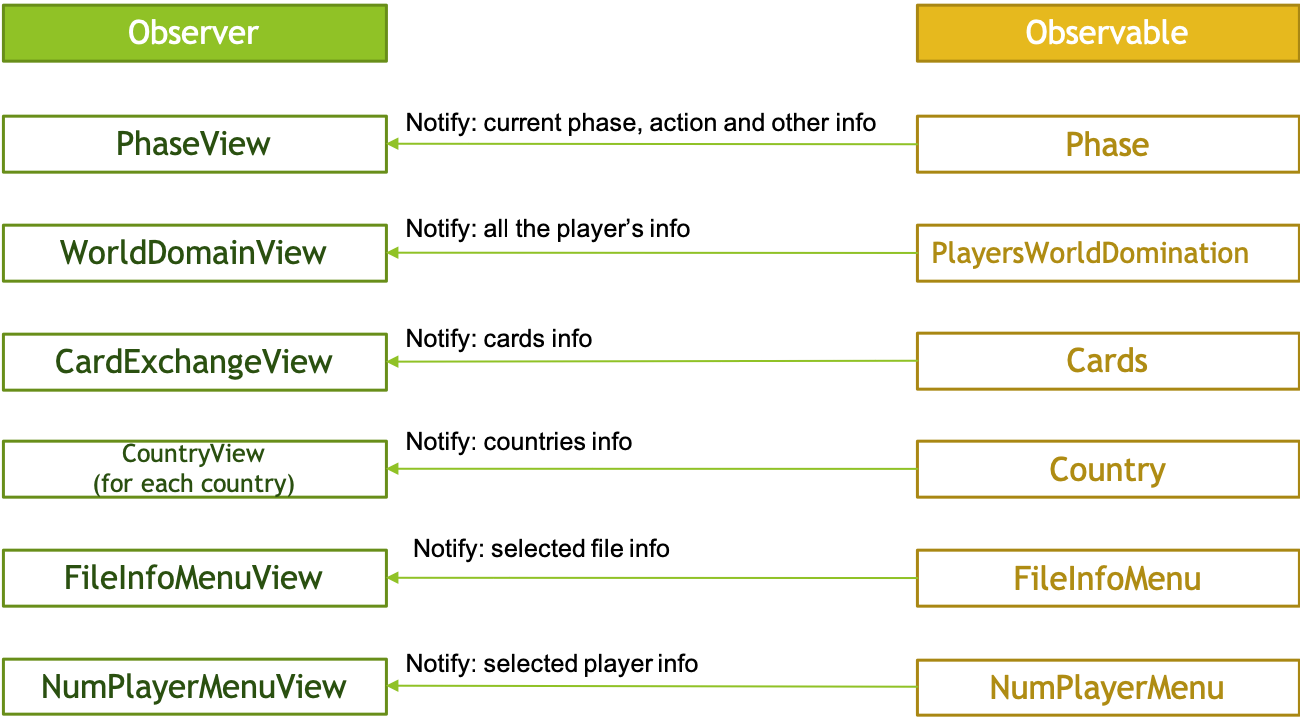 Observer
Observable
PhaseView
Notify: current phase, action and other info
Phase
WorldDomainView
Notify: all the player’s info
PlayersWorldDomination
CardExchangeView
Notify: cards info
Cards
CountryView
(for each country)
Notify: countries info
Country
FileInfoMenuView
Notify: selected file info
FileInfoMenu
NumPlayerMenuView
Notify: selected player info
NumPlayerMenu